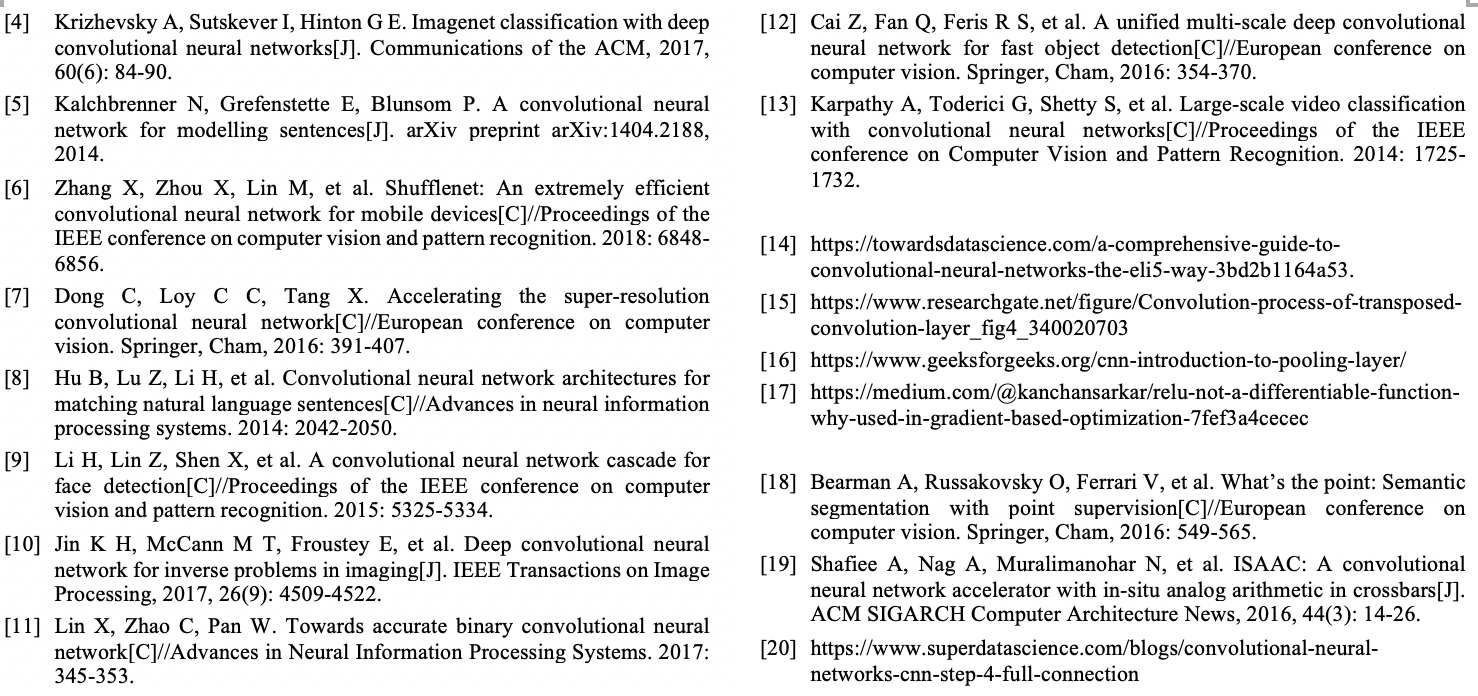 [4] Krizhevsky A, Sutskever I, Hinton G E. Imagenet classification with deep
convolutional neural networks[J]. Communications of the ACM, 2017,
60(6): 84-90.
[5] Kalchbrenner N, Grefenstette E, Blunsom P. A convolutional neural
network for modelling sentences[J]. arXiv preprint arXiv:1404.2188,
2014.
[6] Zhang X, Zhou X, Lin M, et al. Shufflenet: An extremely efficient
convolutional neural network for mobile devices[C]//Proceedings of the
IEEE conference on computer vision and pattern recognition. 2018: 6848-
6856.
[7] Dong C, Loy C C, Tang X. Accelerating the super-resolution
convolutional neural network[C]//European conference on computer
vision. Springer, Cham, 2016: 391-407.
[8] Hu B, Lu Z, Li H, et al. Convolutional neural network architectures for
matching natural language sentences[C]//Advances in neural information
processing systems. 2014: 2042-2050.
[9] Li H, Lin Z, Shen X, et al. A convolutional neural network cascade for
face detection[C]//Proceedings of the IEEE conference on computer
vision and pattern recognition. 2015: 5325-5334.
[10] Jin K H, McCann M T, Froustey E, et al. Deep convolutional neural
network for inverse problems in imaging[J]. IEEE Transactions on Image
Processing, 2017, 26(9): 4509-4522.
[11] Lin X, Zhao C, Pan W. Towards accurate binary convolutional neural
network[C]//Advances in Neural Information Processing Systems. 2017:
345-353.
[12] Cai Z, Fan Q, Feris R S, et al. A unified multi-scale deep convolutional
neural network for fast object detection[C]//European conference on
computer vision. Springer, Cham, 2016: 354-370.
[13] Karpathy A, Toderici G, Shetty S, et al. Large-scale video classification
with convolutional neural networks[C]//Proceedings of the IEEE
conference on Computer Vision and Pattern Recognition. 2014: 1725-
1732.
[14] https://towardsdatascience.com/a-comprehensive-guide-to-
convolutional-neural-networks-the-eli5-way-3bd2b1164a53.
[15] https://www.researchgate.net/figure/Convolution-process-of-transposed-
convolution-layer_fig4_340020703
[16] https://www.geeksforgeeks.org/cnn-introduction-to-pooling-layer/
[17] https://medium.com/@kanchansarkar/relu-not-a-differentiable-function-
why-used-in-gradient-based-optimization-7fef3a4cecec
[18] Bearman A, Russakovsky O, Ferrari V, et al. What’s the point: Semantic
segmentation with point supervision[C]//European conference on
computer vision. Springer, Cham, 2016: 549-565.
[19] Shafiee A, Nag A, Muralimanohar N, et al. ISAAC: A convolutional
neural network accelerator with in-situ analog arithmetic in crossbars[J].
ACM SIGARCH Computer Architecture News, 2016, 44(3): 14-26.
[20] https://www.superdatascience.com/blogs/convolutional-neural-
networks-cnn-step-4-full-connection